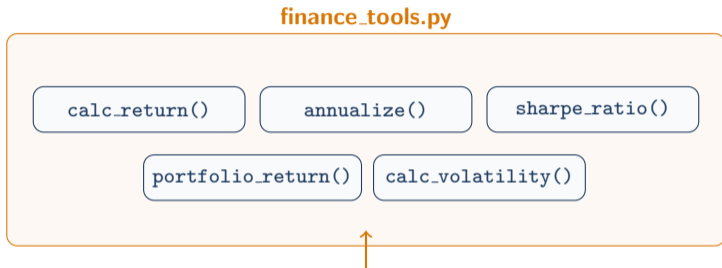 finance_tools.py
calc_return() annualize() sharpe_ratio()
portfolio_return() calc_volatility()